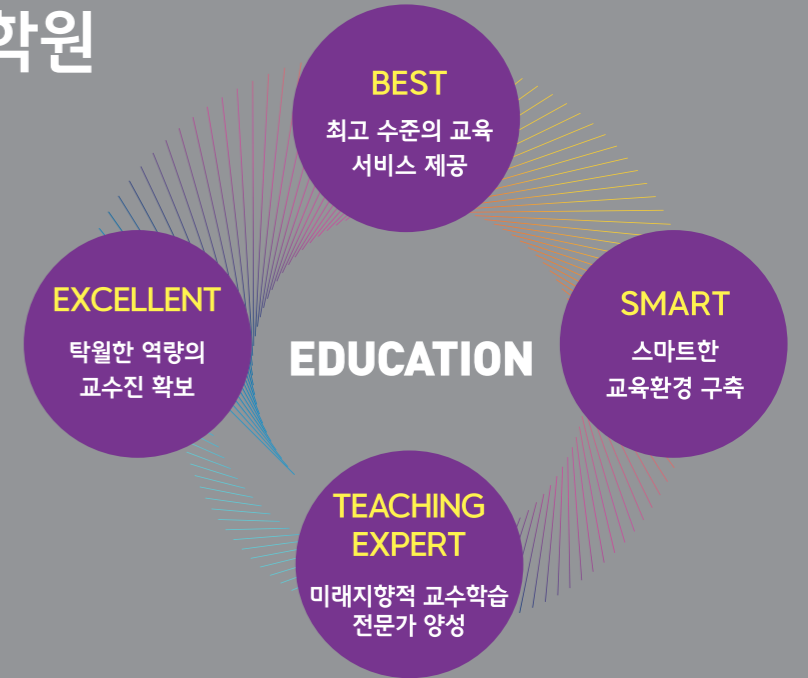 학원
BEST
최고 수준의 교육
서비스 제공
EXCELLENT
탁월한 역량의
교수진 확보
EDUCATION
SMART
스마트한
교육환경 구축
TEACHING
EXPERT
미래지향적 교수학습
전문가 양성